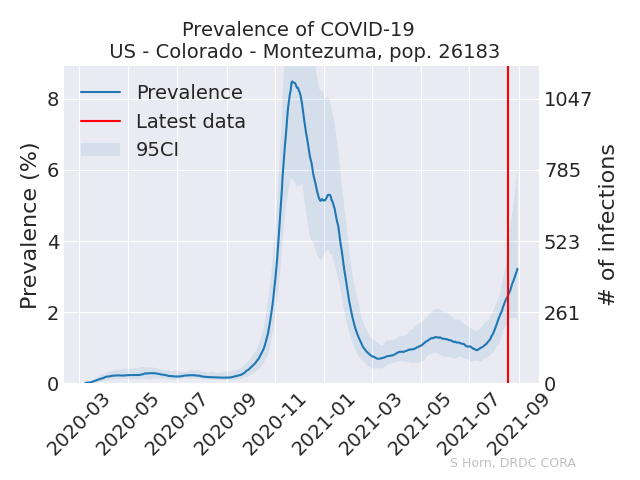 Prevalence of COVID-19
US - Colorado - Montezuma, pop. 26183
Prevalence
Latest data
95CI
Prevalence (%)
8
6
4
2
0
# of infections
1047
785
523
261
0
2020-03
2020-05
2020-07
2020-09
2020-11
2021-01
2021-03
2021-05
2021-07
2021-09
S Horn, DRDC CORA